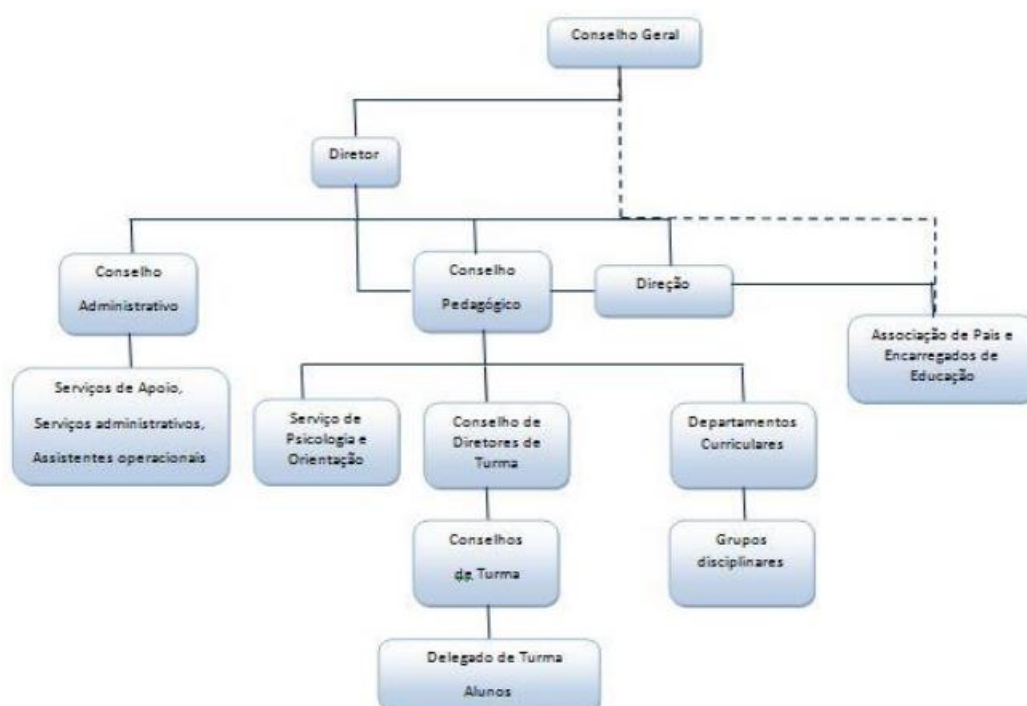 Conselho Geral
Diretor
Conselho
Administrativo
Conselho
Pedagógico
Direção
Associação de Pais e
Encarregados de
Educação
Serviços de Apoio,
Serviços administrativos,
Assistentes operacionais
Serviço de
Psicologia e
Orientação
Conselho de
Diretores de
Turma
Departamentos
Curriculares
Conselhos
de Turma
Grupos
disciplinares
Delegado de Turma
Alunos